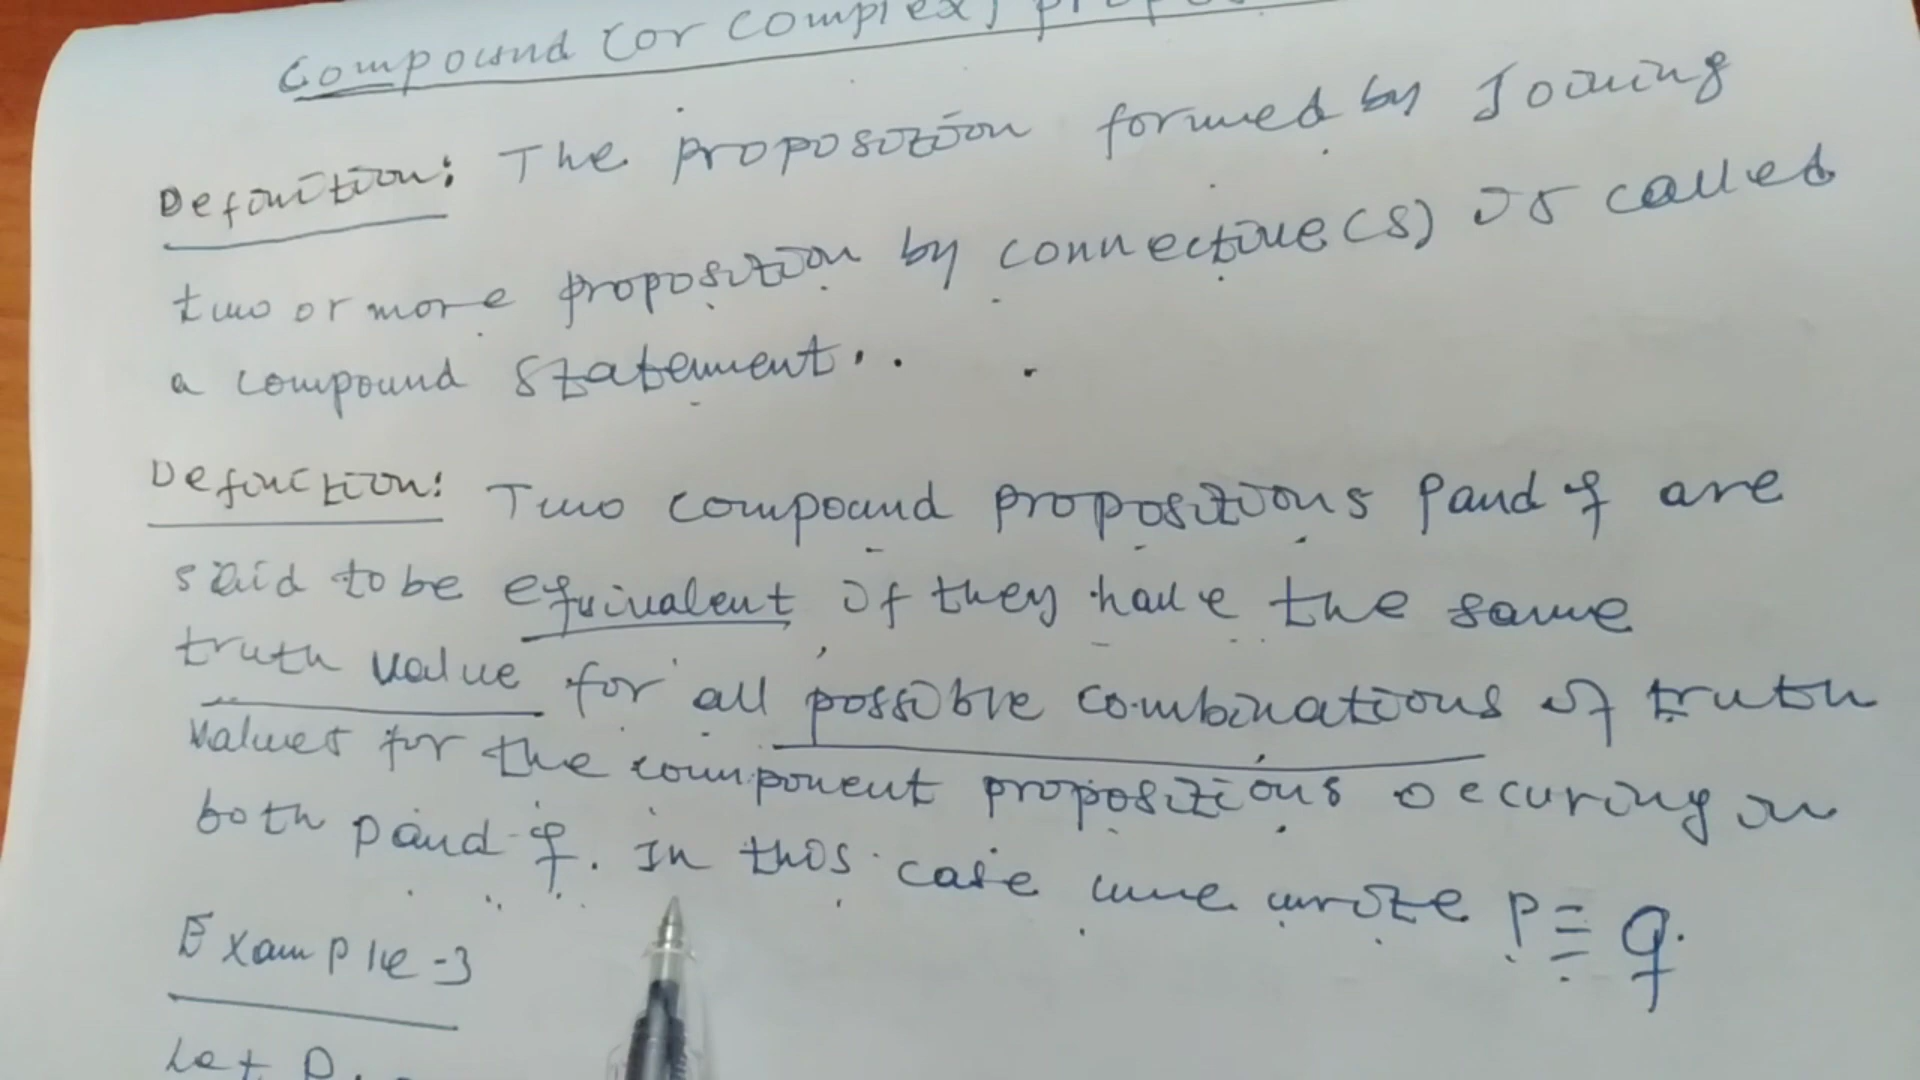 Compound (or complex) propo
Definition: The proposition formed by Joining
two or more proposition by connective(s) is called
a compound statement..
Definition: Two compound propositions P and q are
said to be equivalent if they have the same
truth value for all possible combinations of truth
values for the component propositions occuring in
both P and q. In this case we write P ≡ q.
Example-3
Let P